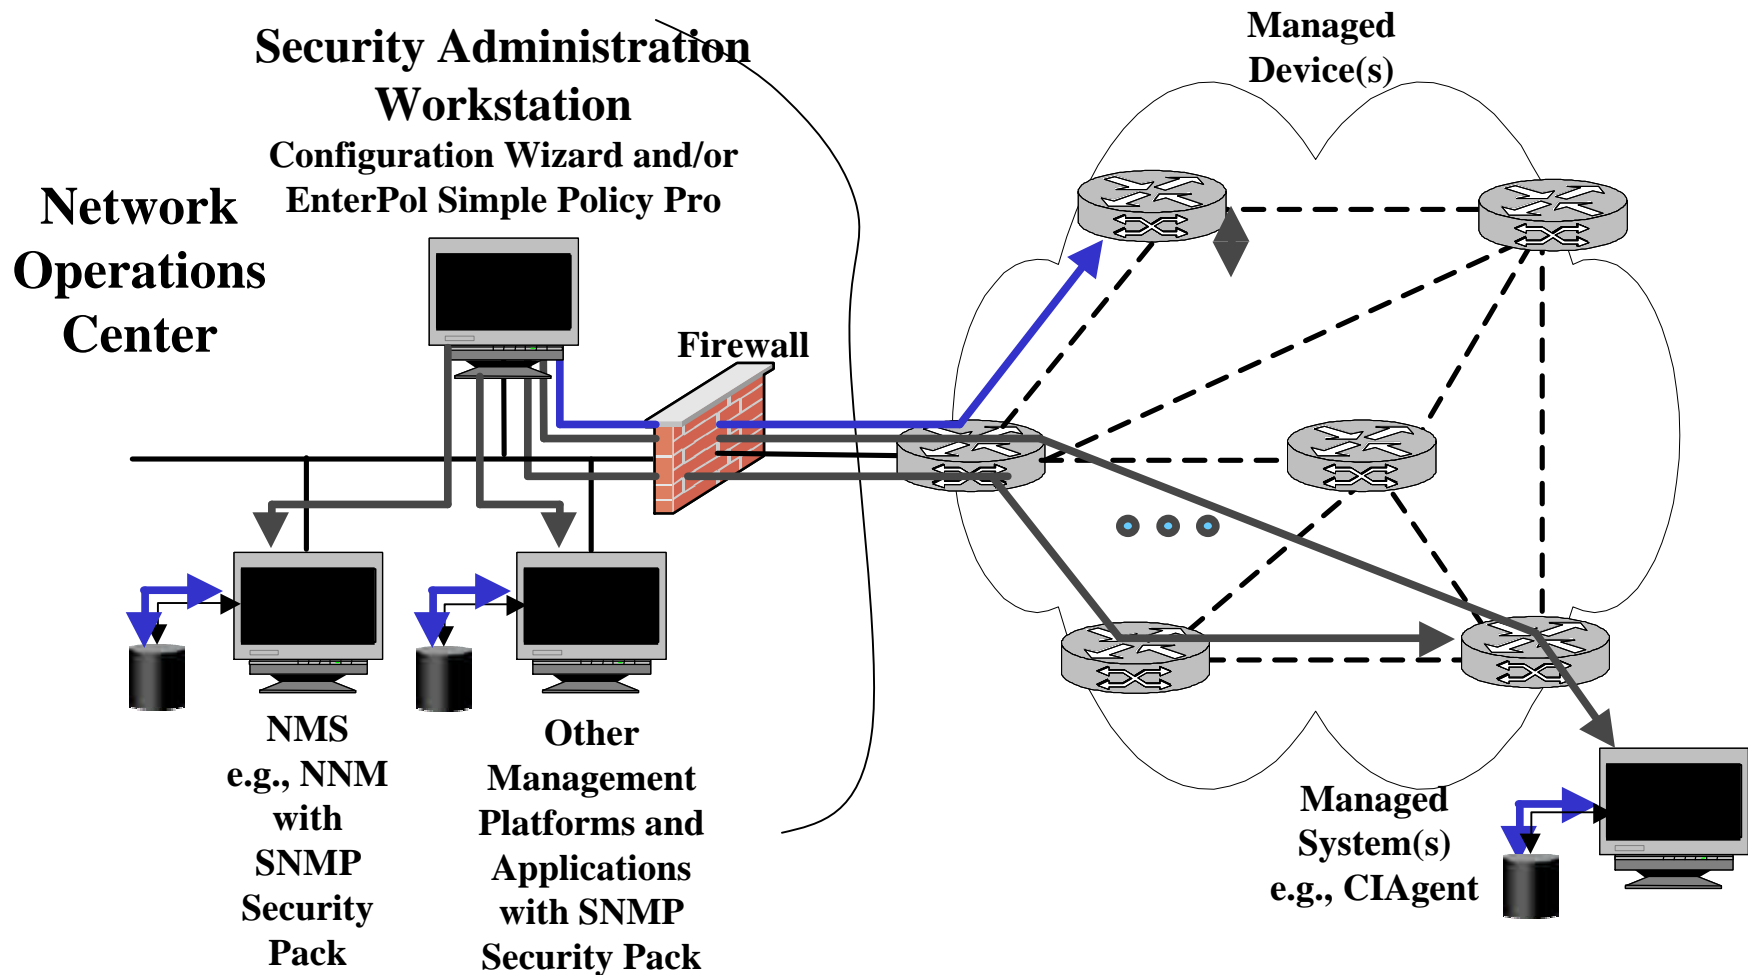 Security Administration
Workstation
Configuration Wizard and/or
EnterPol Simple Policy Pro
Managed
Device(s)
Network
Operations
Center
Firewall
NMS
e.g., NNM
with
SNMP
Security
Pack
Other
Management
Platforms and
Applications
with SNMP
Security Pack
Managed
System(s)
e.g., CIAgent